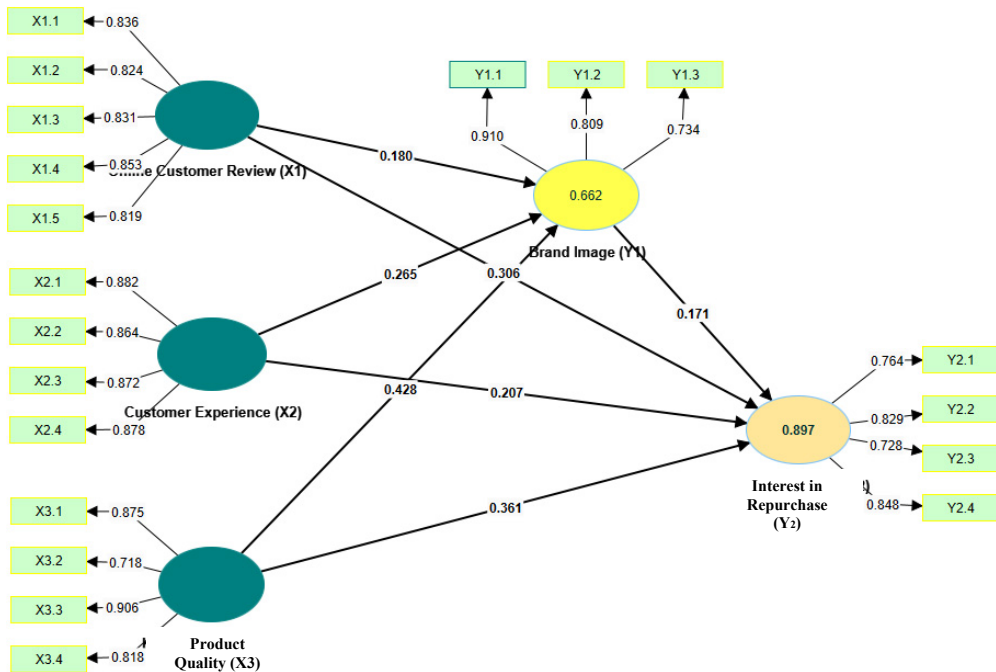 X1.1
0.836
X1.2
0.824
X1.3
0.831
X1.4
0.853
X1.5
0.819
Customer Review (X1)
X2.1
0.882
X2.2
0.864
X2.3
0.872
X2.4
0.878
Customer Experience (X2)
X3.1
0.875
X3.2
0.718
X3.3
0.906
X3.4
0.818
Product
Quality (X3)
Y1.1
Y1.2
Y1.3
0.910
0.809
0.734
0.662
Brand Image (Y1)
0.180
0.265
0.306
0.428
0.171
0.207
0.361
0.897
Interest in
Repurchase
(Y2)
0.764
Y2.1
0.829
Y2.2
0.728
Y2.3
0.848
Y2.4